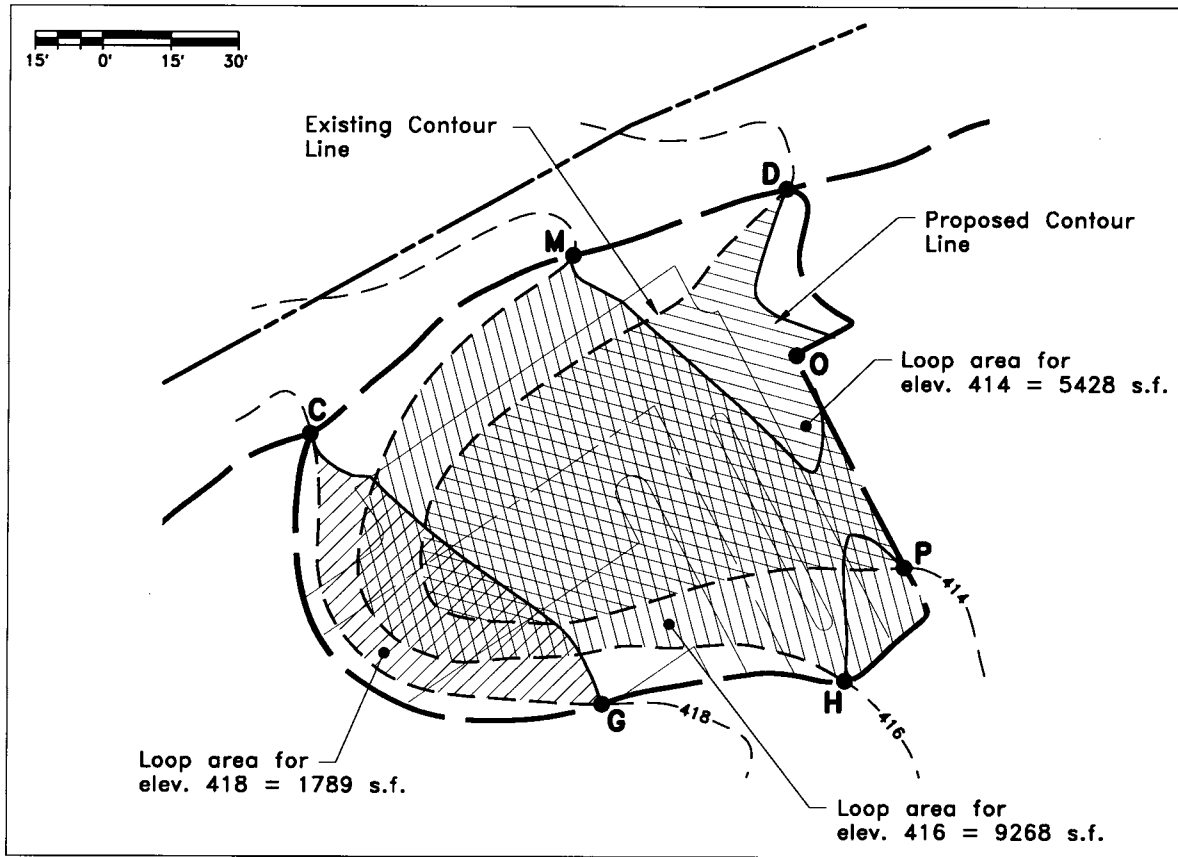 15' 0' 15' 30'
Existing Contour
Line
D
M
Proposed Contour
Line
O
Loop area for
elev. 414 = 5428 s.f.
C
P
414
H
G
418
416
Loop area for
elev. 418 = 1789 s.f.
Loop area for
elev. 416 = 9268 s.f.